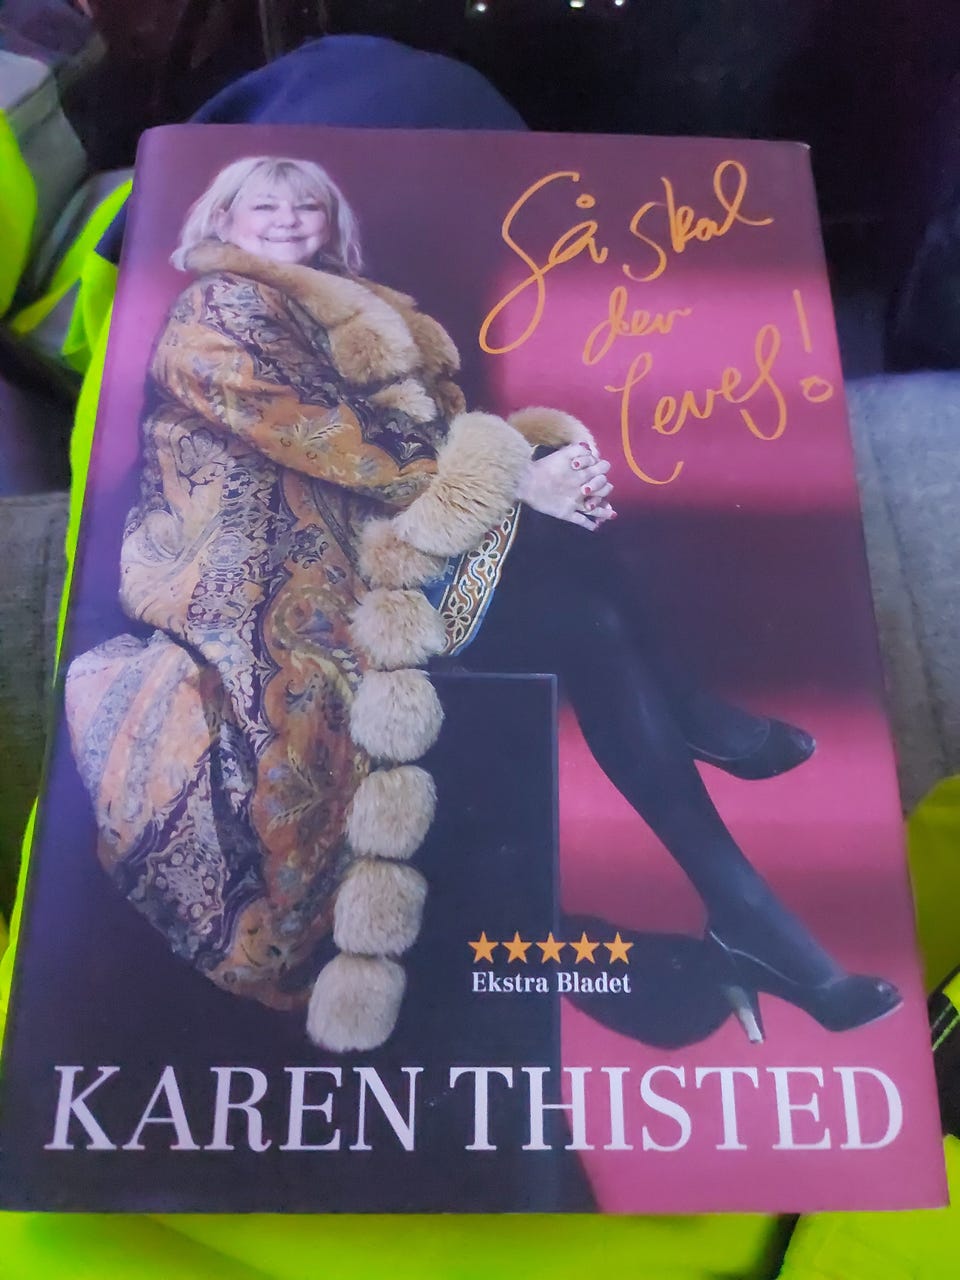 Så skal
der
leves!
★★★★★
Ekstra Bladet
KAREN THISTED